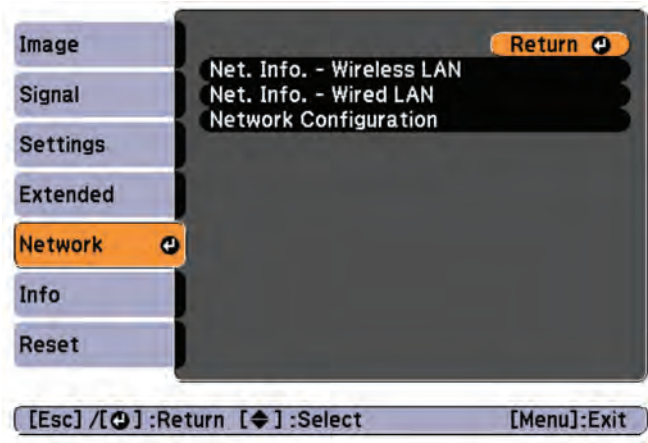 Image
Signal
Settings
Extended
Network
Info
Reset
Return
Net. Info. - Wireless LAN
Net. Info. - Wired LAN
Network Configuration
[Esc] /[⏎] :Return [◆] :Select [Menu]:Exit